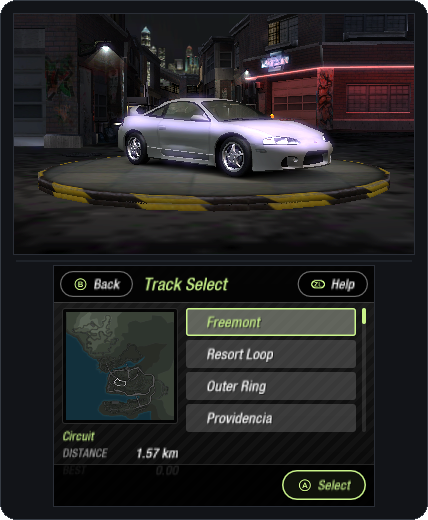 B Back
Track Select
ZL Help
Freemont
Resort Loop
Outer Ring
Providencia
Circuit
DISTANCE 1.57 km
BEST 0.00
A Select